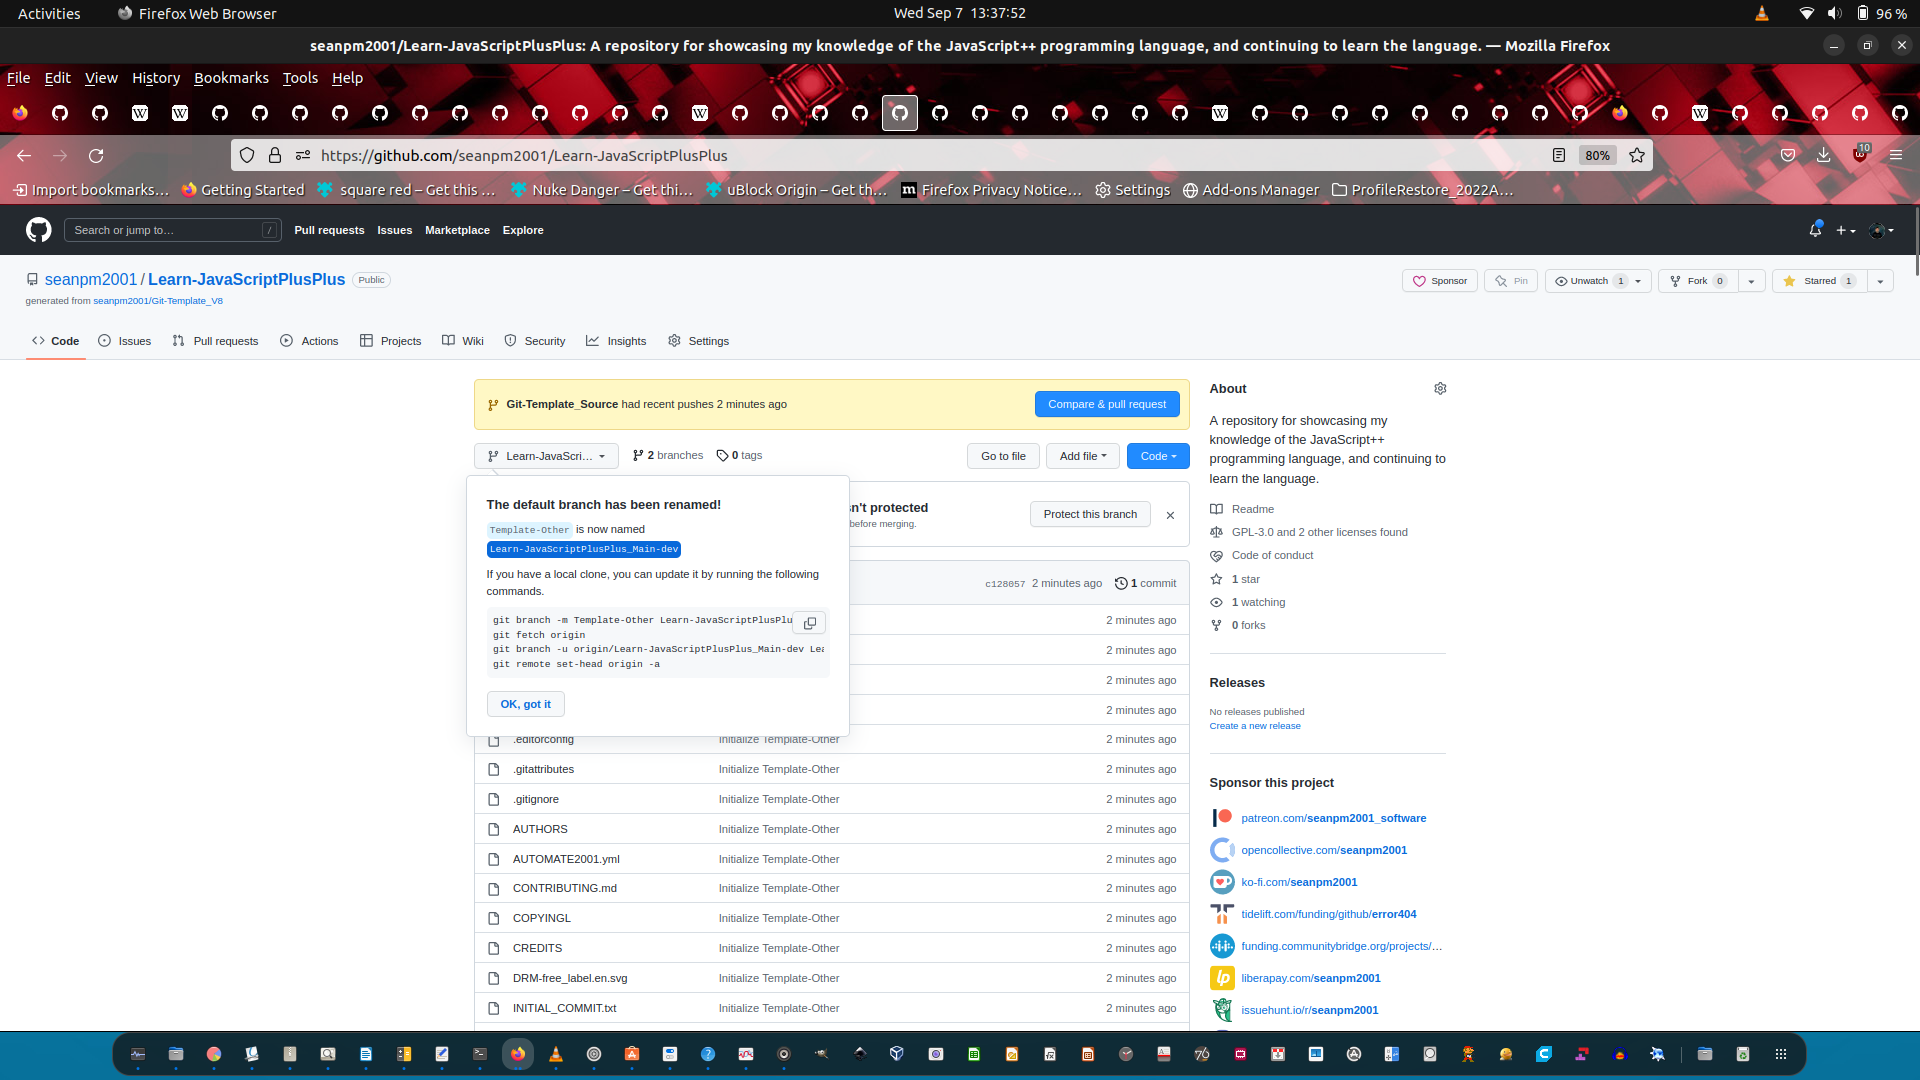 Activities
Firefox Web Browser
Wed Sep 7 13:37:52
96 %
seanpm2001/Learn-JavaScriptPlusPlus: A repository for showcasing my knowledge of the JavaScript++ programming language, and continuing to learn the language. — Mozilla Firefox
File Edit View History Bookmarks Tools Help
https://github.com/seanpm2001/Learn-JavaScriptPlusPlus
80%
10
Import bookmarks…
Getting Started
square red – Get this …
Nuke Danger – Get thi…
uBlock Origin – Get th…
Firefox Privacy Notice…
Settings
Add-ons Manager
ProfileRestore_2022A…
Search or jump to…
/
Pull requests Issues Marketplace Explore
seanpm2001 / Learn-JavaScriptPlusPlus Public
generated from seanpm2001/Git-Template_V8
Sponsor
Pin
Unwatch 1
Fork 0
Starred 1
Code
Issues
Pull requests
Actions
Projects
Wiki
Security
Insights
Settings
Git-Template_Source had recent pushes 2 minutes ago
Compare & pull request
Learn-JavaScri…
2 branches
0 tags
Go to file
Add file
Code
The default branch has been renamed!
Template-Other is now named
Learn-JavaScriptPlusPlus_Main-dev
If you have a local clone, you can update it by running the following
commands.
git branch -m Template-Other Learn-JavaScriptPlusPlu
git fetch origin
git branch -u origin/Learn-JavaScriptPlusPlus_Main-dev Lea
git remote set-head origin -a
OK, got it
n't protected
before merging.
Protect this branch
c128057 2 minutes ago
1 commit
2 minutes ago
2 minutes ago
2 minutes ago
2 minutes ago
.editorconfig Initialize Template-Other 2 minutes ago
.gitattributes Initialize Template-Other 2 minutes ago
.gitignore Initialize Template-Other 2 minutes ago
AUTHORS Initialize Template-Other 2 minutes ago
AUTOMATE2001.yml Initialize Template-Other 2 minutes ago
CONTRIBUTING.md Initialize Template-Other 2 minutes ago
COPYINGL Initialize Template-Other 2 minutes ago
CREDITS Initialize Template-Other 2 minutes ago
DRM-free_label.en.svg Initialize Template-Other 2 minutes ago
INITIAL_COMMIT.txt Initialize Template-Other 2 minutes ago
About
A repository for showcasing my
knowledge of the JavaScript++
programming language, and continuing to
learn the language.
Readme
GPL-3.0 and 2 other licenses found
Code of conduct
1 star
1 watching
0 forks
Releases
No releases published
Create a new release
Sponsor this project
patreon.com/seanpm2001_software
opencollective.com/seanpm2001
ko-fi.com/seanpm2001
tidelift.com/funding/github/error404
funding.communitybridge.org/projects/…
liberapay.com/seanpm2001
issuehunt.io/r/seanpm2001